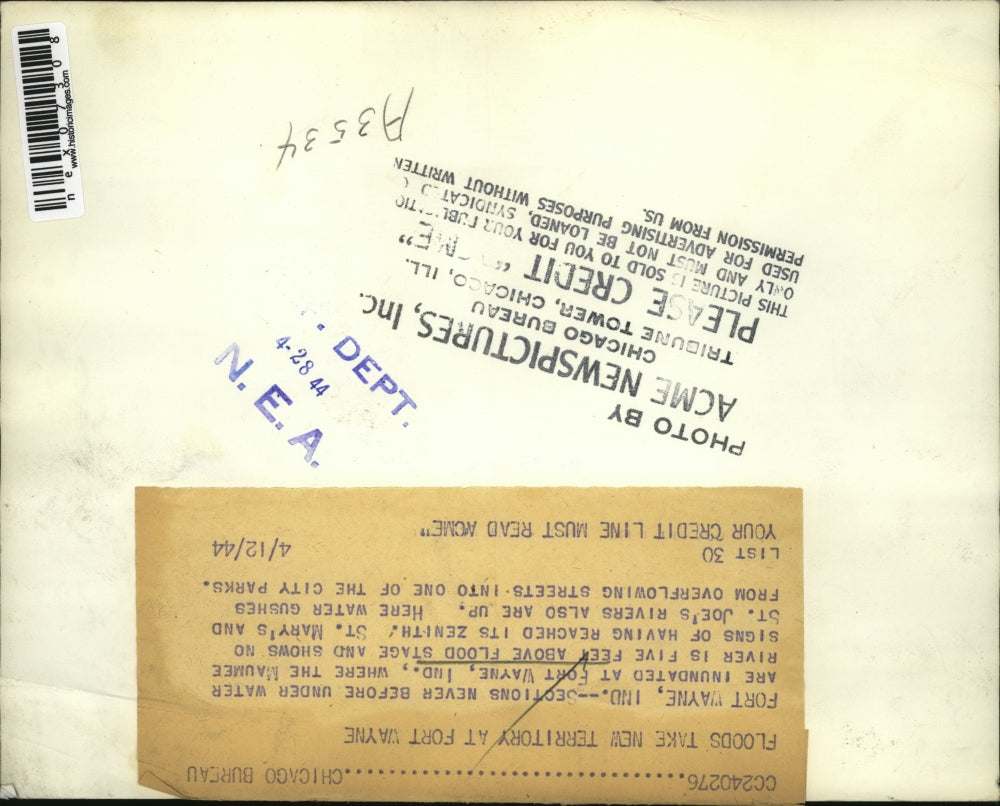 nex07308
www.historicimages.com
A3534
PHOTO BY
ACME NEWSPICTURES, Inc.
CHICAGO BUREAU
TRIBUNE TOWER, CHICAGO, ILL.
PLEASE CREDIT "ACME"
THIS PICTURE IS SOLD TO YOU FOR YOUR PUBLICATIO
ONLY AND MUST NOT BE LOANED, SYNDICATED
USED FOR ADVERTISING PURPOSES WITHOUT WRITTEN
PERMISSION FROM US.
DEPT.
4-28 44
N. E. A.
CC240276........................................CHICAGO BUREAU
FLOODS TAKE NEW TERRITORY AT FORT WAYNE
FORT WAYNE, IND.--SECTIONS NEVER BEFORE UNDER WATER
ARE INUNDATED AT FORT WAYNE, IND., WHERE THE MAUMEE
RIVER IS FIVE FEET ABOVE FLOOD STAGE AND SHOWS NO
SIGNS OF HAVING REACHED ITS ZENITH. ST. MARY'S AND
ST. JOE'S RIVERS ALSO ARE UP. HERE WATER GUSHES
FROM OVERFLOWING STREETS INTO ONE OF THE CITY PARKS.
LIST 30 4/12/44
YOUR CREDIT LINE MUST READ ACME"